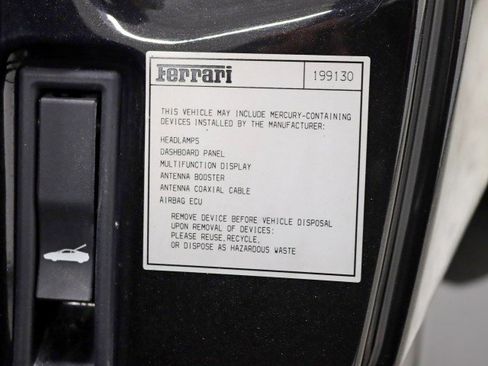 Ferrari 199130
THIS VEHICLE MAY INCLUDE MERCURY-CONTAINING
DEVICES INSTALLED BY THE MANUFACTURER:
HEADLAMPS
DASHBOARD PANEL
MULTIFUNCTION DISPLAY
ANTENNA BOOSTER
ANTENNA COAXIAL CABLE
AIRBAG ECU
REMOVE DEVICE BEFORE VEHICLE DISPOSAL
UPON REMOVAL OF DEVICES:
PLEASE REUSE,RECYCLE,
OR DISPOSE AS HAZARDOUS WASTE